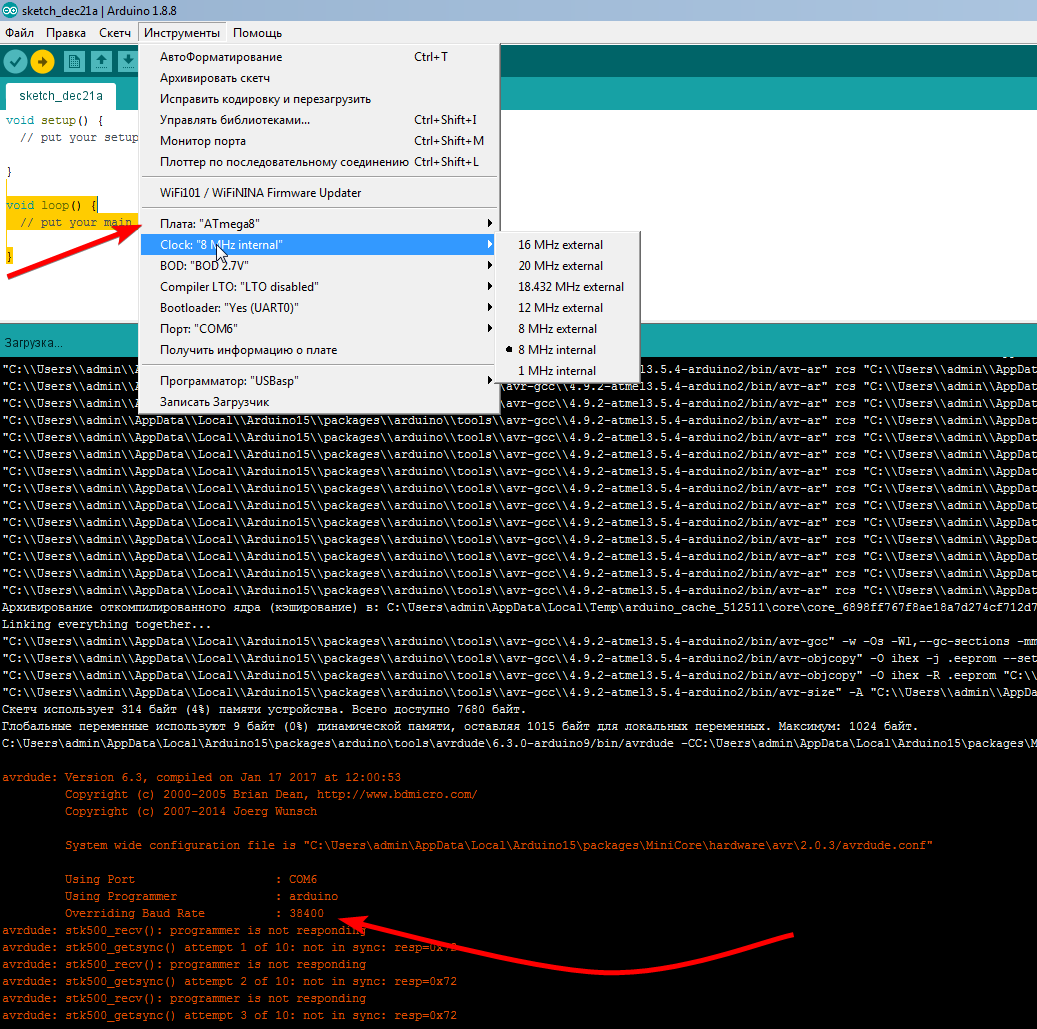 sketch_dec21a | Arduino 1.8.8
Файл Правка Скетч Инструменты Помощь
АвтоФорматирование Ctrl+T
Архивировать скетч
Исправить кодировку и перезагрузить
Управлять библиотеками... Ctrl+Shift+I
Монитор порта Ctrl+Shift+M
Плоттер по последовательному соединению Ctrl+Shift+L
WiFi101 / WiFiNINA Firmware Updater
Плата: "ATmega8"
Clock: "8 MHz internal"
BOD: "BOD 2.7V"
Compiler LTO: "LTO disabled"
Bootloader: "Yes (UART0)"
Порт: "COM6"
Получить информацию о плате
Программатор: "USBasp"
Записать Загрузчик
16 MHz external
20 MHz external
18.432 MHz external
12 MHz external
8 MHz external
8 MHz internal
1 MHz internal
sketch_dec21a
void setup() {
// put your setup
}
void loop() {
// put your main
}
Загрузка...
"C:\\Users\\admin\\A mel3.5.4-arduino2/bin/avr-ar" rcs "C:\\Users\\admin\\AppDat
"C:\\Users\\admin\\A mel3.5.4-arduino2/bin/avr-ar" rcs "C:\\Users\\admin\\AppDat
"C:\\Users\\admin\\A avr-gcc\\4.9.2-atmel3.5.4-arduino2/bin/avr-ar" rcs "C:\\Users\\admin\\AppDat
"C:\\Users\\admin\\AppData\\Local\\Arduino15\\packages\\arduino\\tools\\avr-gcc\\4.9.2-atmel3.5.4-arduino2/bin/avr-ar" rcs "C:\\Users\\admin\\AppDat
"C:\\Users\\admin\\AppData\\Local\\Arduino15\\packages\\arduino\\tools\\avr-gcc\\4.9.2-atmel3.5.4-arduino2/bin/avr-ar" rcs "C:\\Users\\admin\\AppDat
"C:\\Users\\admin\\AppData\\Local\\Arduino15\\packages\\arduino\\tools\\avr-gcc\\4.9.2-atmel3.5.4-arduino2/bin/avr-ar" rcs "C:\\Users\\admin\\AppDat
"C:\\Users\\admin\\AppData\\Local\\Arduino15\\packages\\arduino\\tools\\avr-gcc\\4.9.2-atmel3.5.4-arduino2/bin/avr-ar" rcs "C:\\Users\\admin\\AppDat
"C:\\Users\\admin\\AppData\\Local\\Arduino15\\packages\\arduino\\tools\\avr-gcc\\4.9.2-atmel3.5.4-arduino2/bin/avr-ar" rcs "C:\\Users\\admin\\AppDat
"C:\\Users\\admin\\AppData\\Local\\Arduino15\\packages\\arduino\\tools\\avr-gcc\\4.9.2-atmel3.5.4-arduino2/bin/avr-ar" rcs "C:\\Users\\admin\\AppDat
"C:\\Users\\admin\\AppData\\Local\\Arduino15\\packages\\arduino\\tools\\avr-gcc\\4.9.2-atmel3.5.4-arduino2/bin/avr-ar" rcs "C:\\Users\\admin\\AppDat
"C:\\Users\\admin\\AppData\\Local\\Arduino15\\packages\\arduino\\tools\\avr-gcc\\4.9.2-atmel3.5.4-arduino2/bin/avr-ar" rcs "C:\\Users\\admin\\AppDat
"C:\\Users\\admin\\AppData\\Local\\Arduino15\\packages\\arduino\\tools\\avr-gcc\\4.9.2-atmel3.5.4-arduino2/bin/avr-ar" rcs "C:\\Users\\admin\\AppDat
"C:\\Users\\admin\\AppData\\Local\\Arduino15\\packages\\arduino\\tools\\avr-gcc\\4.9.2-atmel3.5.4-arduino2/bin/avr-ar" rcs "C:\\Users\\admin\\AppDat
"C:\\Users\\admin\\AppData\\Local\\Arduino15\\packages\\arduino\\tools\\avr-gcc\\4.9.2-atmel3.5.4-arduino2/bin/avr-ar" rcs "C:\\Users\\admin\\AppDat
Архивирование откомпилированного ядра (кэширование) в: C:\Users\admin\AppData\Local\Temp\arduino_cache_512511\core\core_6898ff767f8ae18a7d274cf712d7
Linking everything together...
"C:\\Users\\admin\\AppData\\Local\\Arduino15\\packages\\arduino\\tools\\avr-gcc\\4.9.2-atmel3.5.4-arduino2/bin/avr-gcc" -w -Os -Wl,--gc-sections -mm
"C:\\Users\\admin\\AppData\\Local\\Arduino15\\packages\\arduino\\tools\\avr-gcc\\4.9.2-atmel3.5.4-arduino2/bin/avr-objcopy" -O ihex -j .eeprom --set
"C:\\Users\\admin\\AppData\\Local\\Arduino15\\packages\\arduino\\tools\\avr-gcc\\4.9.2-atmel3.5.4-arduino2/bin/avr-objcopy" -O ihex -R .eeprom "C:\\
"C:\\Users\\admin\\AppData\\Local\\Arduino15\\packages\\arduino\\tools\\avr-gcc\\4.9.2-atmel3.5.4-arduino2/bin/avr-size" -A "C:\\Users\\admin\\AppDa
Скетч использует 314 байт (4%) памяти устройства. Всего доступно 7680 байт.
Глобальные переменные используют 9 байт (0%) динамической памяти, оставляя 1015 байт для локальных переменных. Максимум: 1024 байт.
C:\Users\admin\AppData\Local\Arduino15\packages\arduino\tools\avrdude\6.3.0-arduino9/bin/avrdude -CC:\Users\admin\AppData\Local\Arduino15\packages\M
avrdude: Version 6.3, compiled on Jan 17 2017 at 12:00:53
Copyright (c) 2000-2005 Brian Dean, http://www.bdmicro.com/
Copyright (c) 2007-2014 Joerg Wunsch
System wide configuration file is "C:\Users\admin\AppData\Local\Arduino15\packages\MiniCore\hardware\avr\2.0.3/avrdude.conf"
Using Port : COM6
Using Programmer : arduino
Overriding Baud Rate : 38400
avrdude: stk500_recv(): programmer is not responding
avrdude: stk500_getsync() attempt 1 of 10: not in sync: resp=0x72
avrdude: stk500_recv(): programmer is not responding
avrdude: stk500_getsync() attempt 2 of 10: not in sync: resp=0x72
avrdude: stk500_recv(): programmer is not responding
avrdude: stk500_getsync() attempt 3 of 10: not in sync: resp=0x72